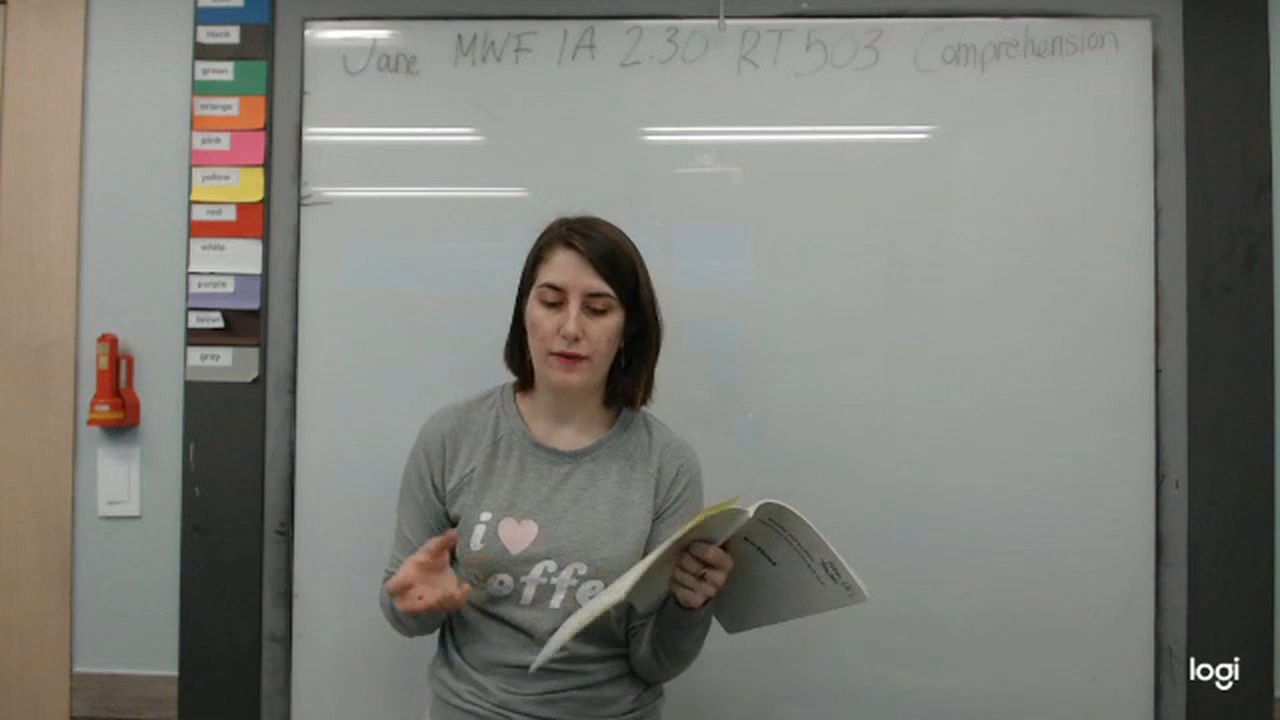 Jane MWF 1A 2.30 RT 503 Comprehension
black
green
orange
pink
yellow
red
white
purple
brown
gray
i
offe
logi